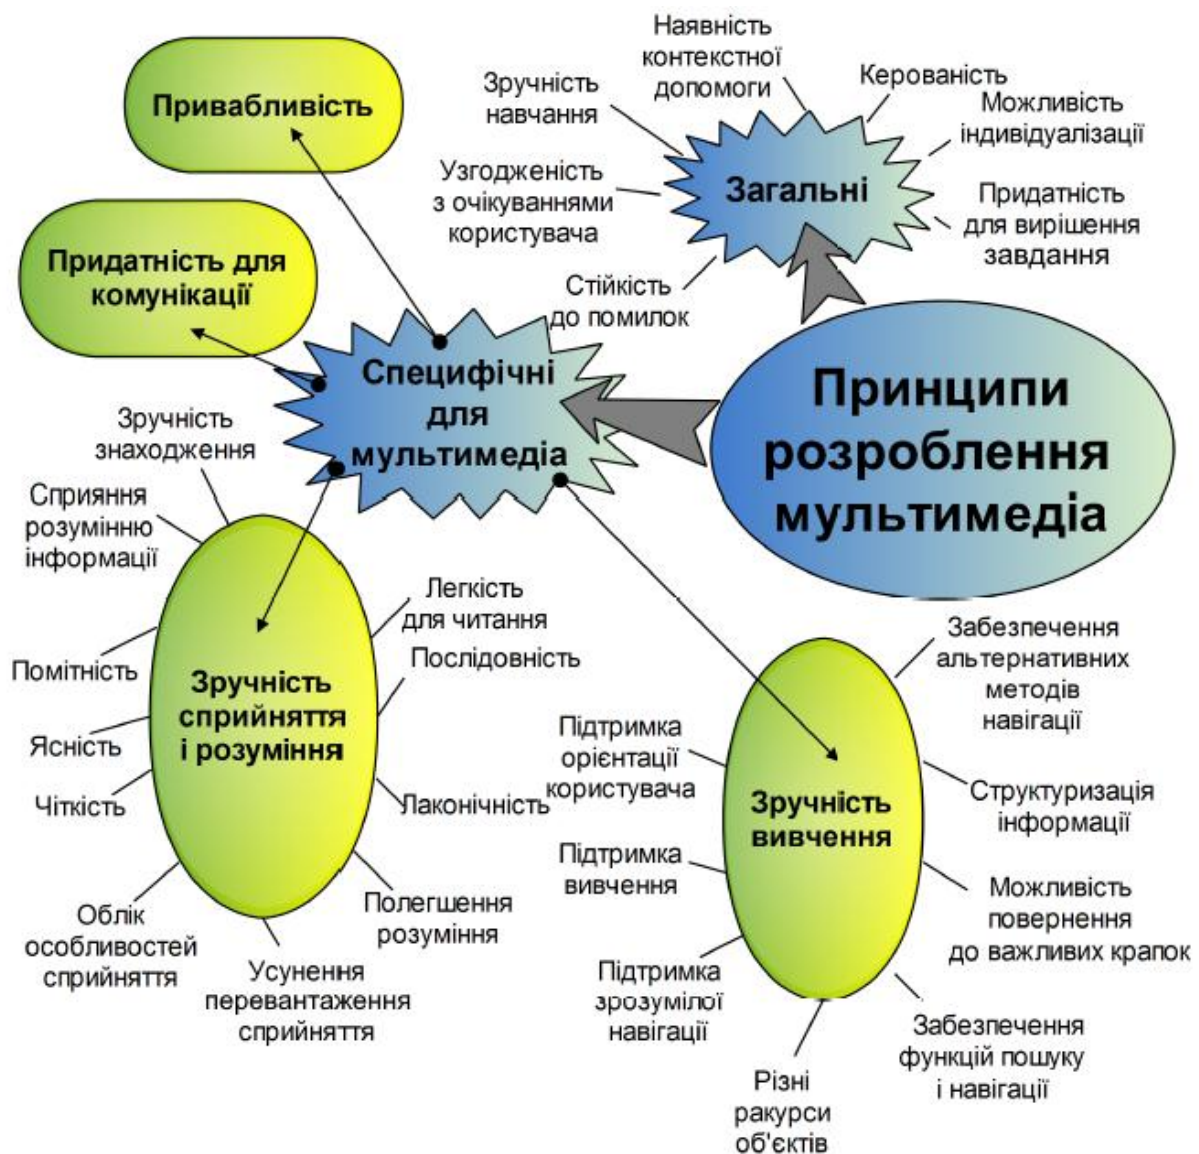 Привабливість
Придатність для
комунікації
Наявність
контекстної
допомоги
Зручність
навчання
Керованість
Можливість
індивідуалізації
Узгодженість
з очікуваннями
користувача
Загальні
Придатність
для вирішення
завдання
Стійкість
до помилок
Специфічні
для
мультимедіа
Принципи
розроблення
мультимедіа
Зручність
знаходження
Сприяння
розумінню
інформації
Легкість
для читання
Помітність
Послідовність
Зручність
сприйняття
і розуміння
Ясність
Чіткість
Лаконічність
Облік
особливостей
сприйняття
Полегшення
розуміння
Усунення
перевантаження
сприйняття
Забезпечення
альтернативних
методів
навігації
Підтримка
орієнтації
користувача
Структуризація
інформації
Зручність
вивчення
Підтримка
вивчення
Можливість
повернення
до важливих крапок
Підтримка
зрозумілої
навігації
Забезпечення
функцій пошуку
і навігації
Різні
ракурси
об'єктів